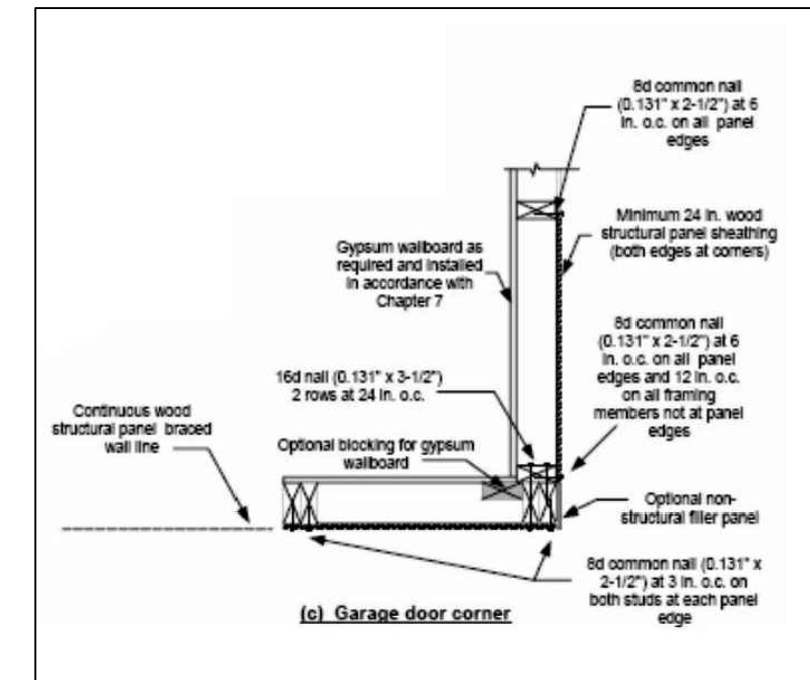 8d common nail
(0.131" x 2-1/2") at 6
in. o.c. on all panel
edges
Minimum 24 in. wood
structural panel sheathing
(both edges at corners)
Gypsum wallboard as
required and installed
in accordance with
Chapter 7
8d common nail
(0.131" x 2-1/2") at 6
in. o.c. on all panel
edges and 12 in. o.c.
on all framing
members not at panel
edges
16d nail (0.131" x 3-1/2")
2 rows at 24 in. o.c.
Continuous wood
structural panel braced
wall line
Optional blocking for gypsum
wallboard
Optional non-
structural filler panel
8d common nail (0.131" x
2-1/2") at 3 in. o.c. on
both studs at each panel
edge
(c) Garage door corner